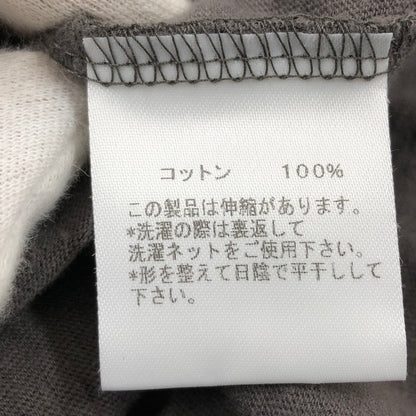 コットン　　100%
この製品は伸縮があります。
*洗濯の際は裏返して
洗濯ネットをご使用下さい。
*形を整えて日陰で平干しして
下さい。